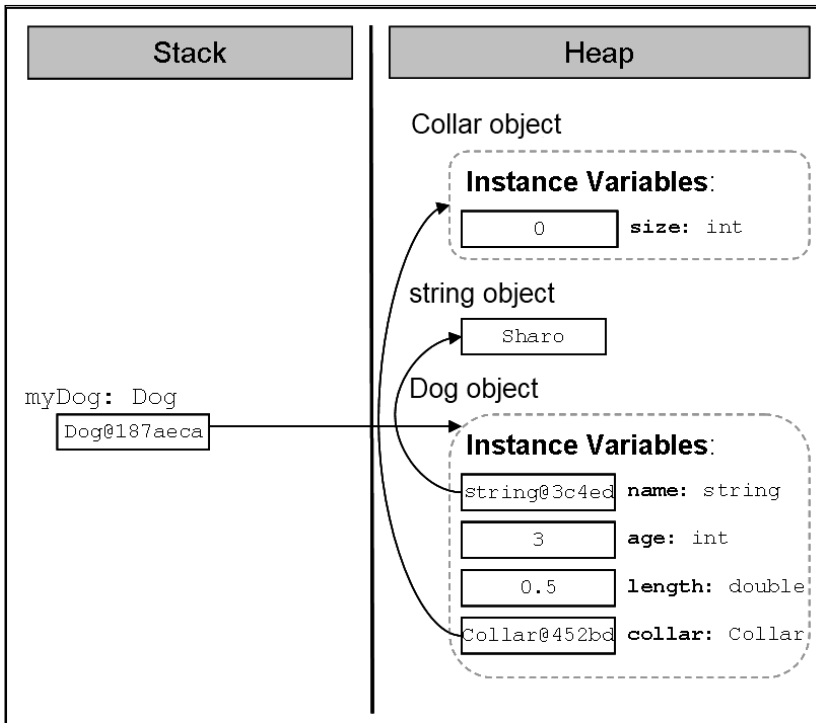 Stack
Heap
Collar object
Instance Variables:
0 size: int
string object
Sharo
Dog object
myDog: Dog
Dog@187aeca
Instance Variables:
string@3c4ed name: string
3 age: int
0.5 length: double
Collar@452bd collar: Collar